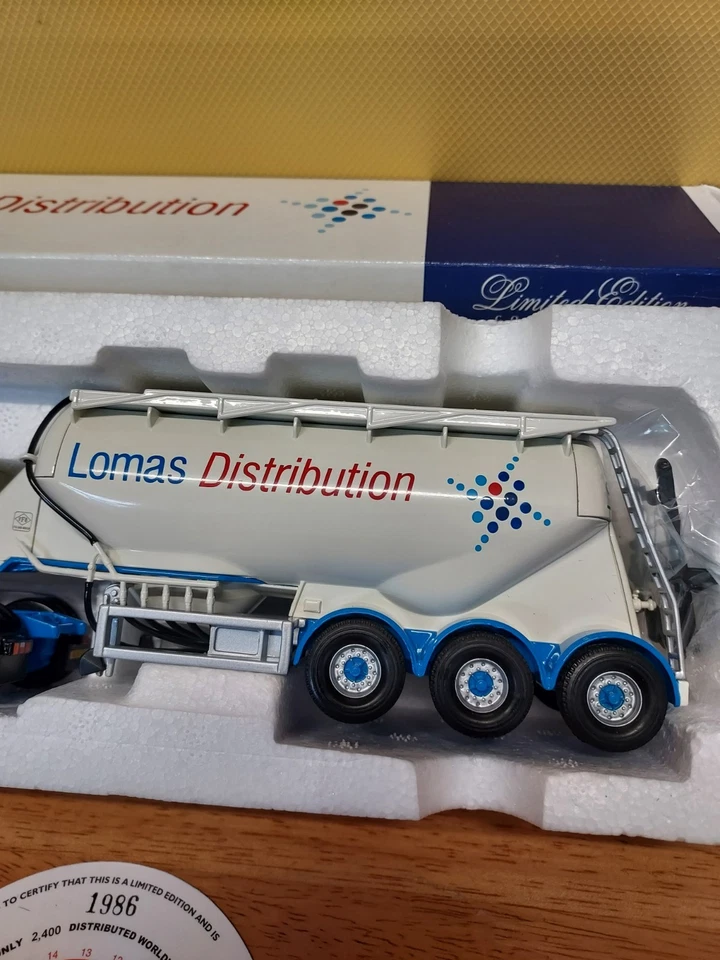 Distribution
Limited Edition
Lomas Distribution
TO CERTIFY THAT THIS IS A LIMITED EDITION AND IS
1986
ONLY 2,400 DISTRIBUTED WORLD
14 13 12